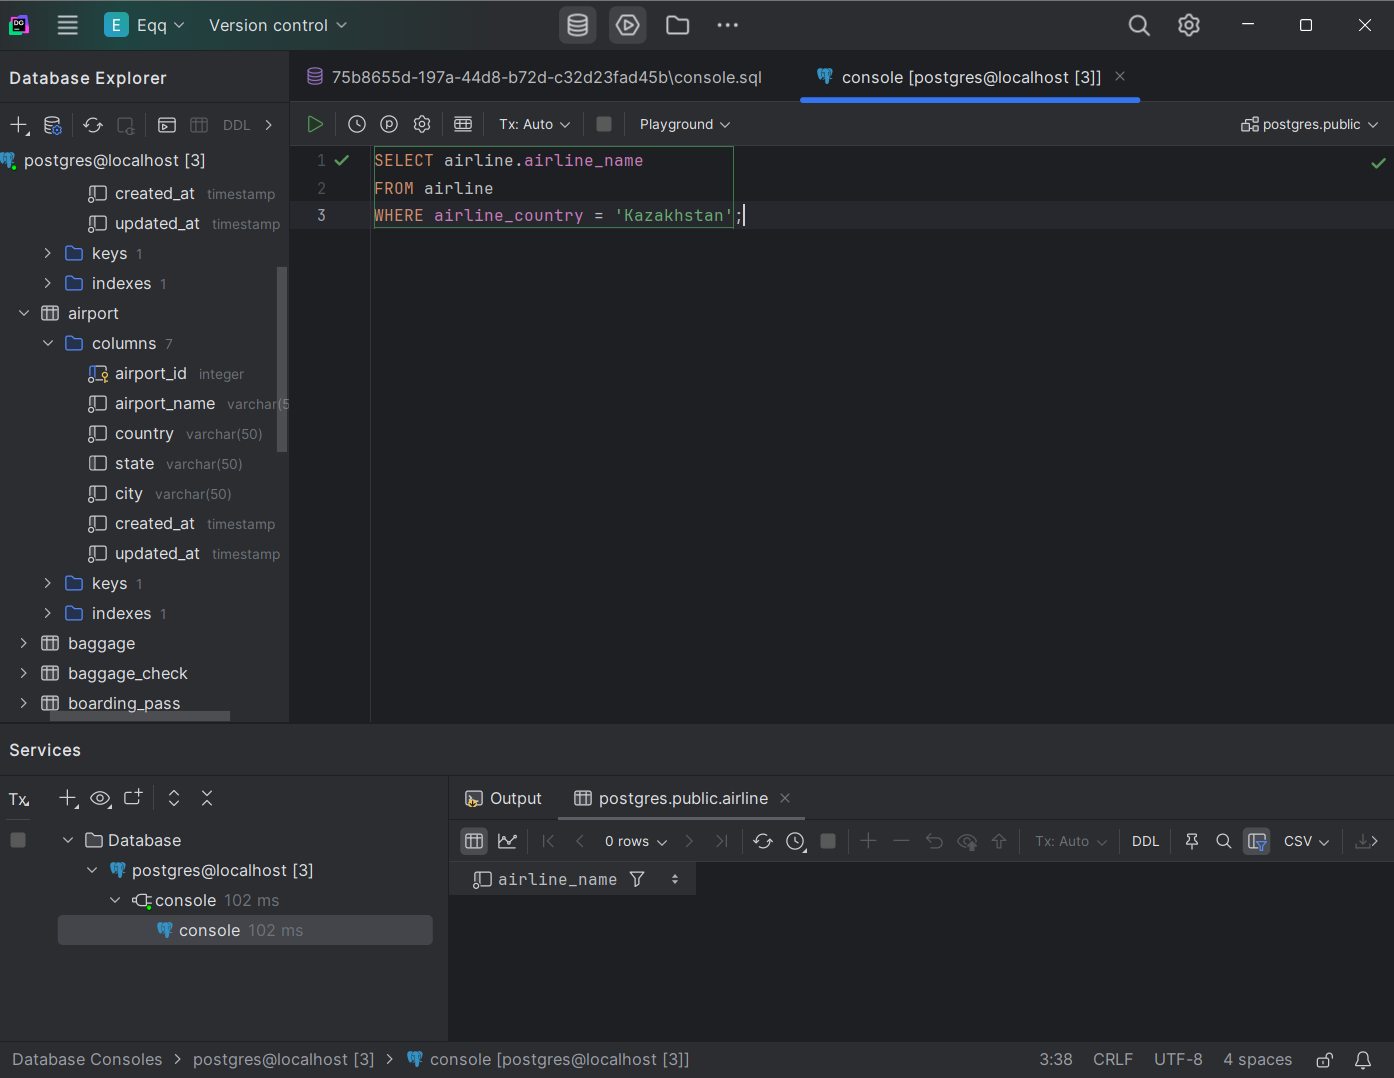 E Eqq Version control
Database Explorer
75b8655d-197a-44d8-b72d-c32d23fad45b\console.sql
console [postgres@localhost [3]]
DDL
Tx: Auto
Playground
postgres.public
postgres@localhost [3]
created_at timestamp
updated_at timestamp
keys 1
indexes 1
airport
columns 7
airport_id integer
airport_name varchar(5
country varchar(50)
state varchar(50)
city varchar(50)
created_at timestamp
updated_at timestamp
keys 1
indexes 1
baggage
baggage_check
boarding_pass
1 SELECT airline.airline_name
2 FROM airline
3 WHERE airline_country = 'Kazakhstan';
Services
Tx
Database
postgres@localhost [3]
console 102 ms
console 102 ms
Output
postgres.public.airline
0 rows
Tx: Auto
DDL
CSV
airline_name
Database Consoles > postgres@localhost [3] > console [postgres@localhost [3]]
3:38 CRLF UTF-8 4 spaces